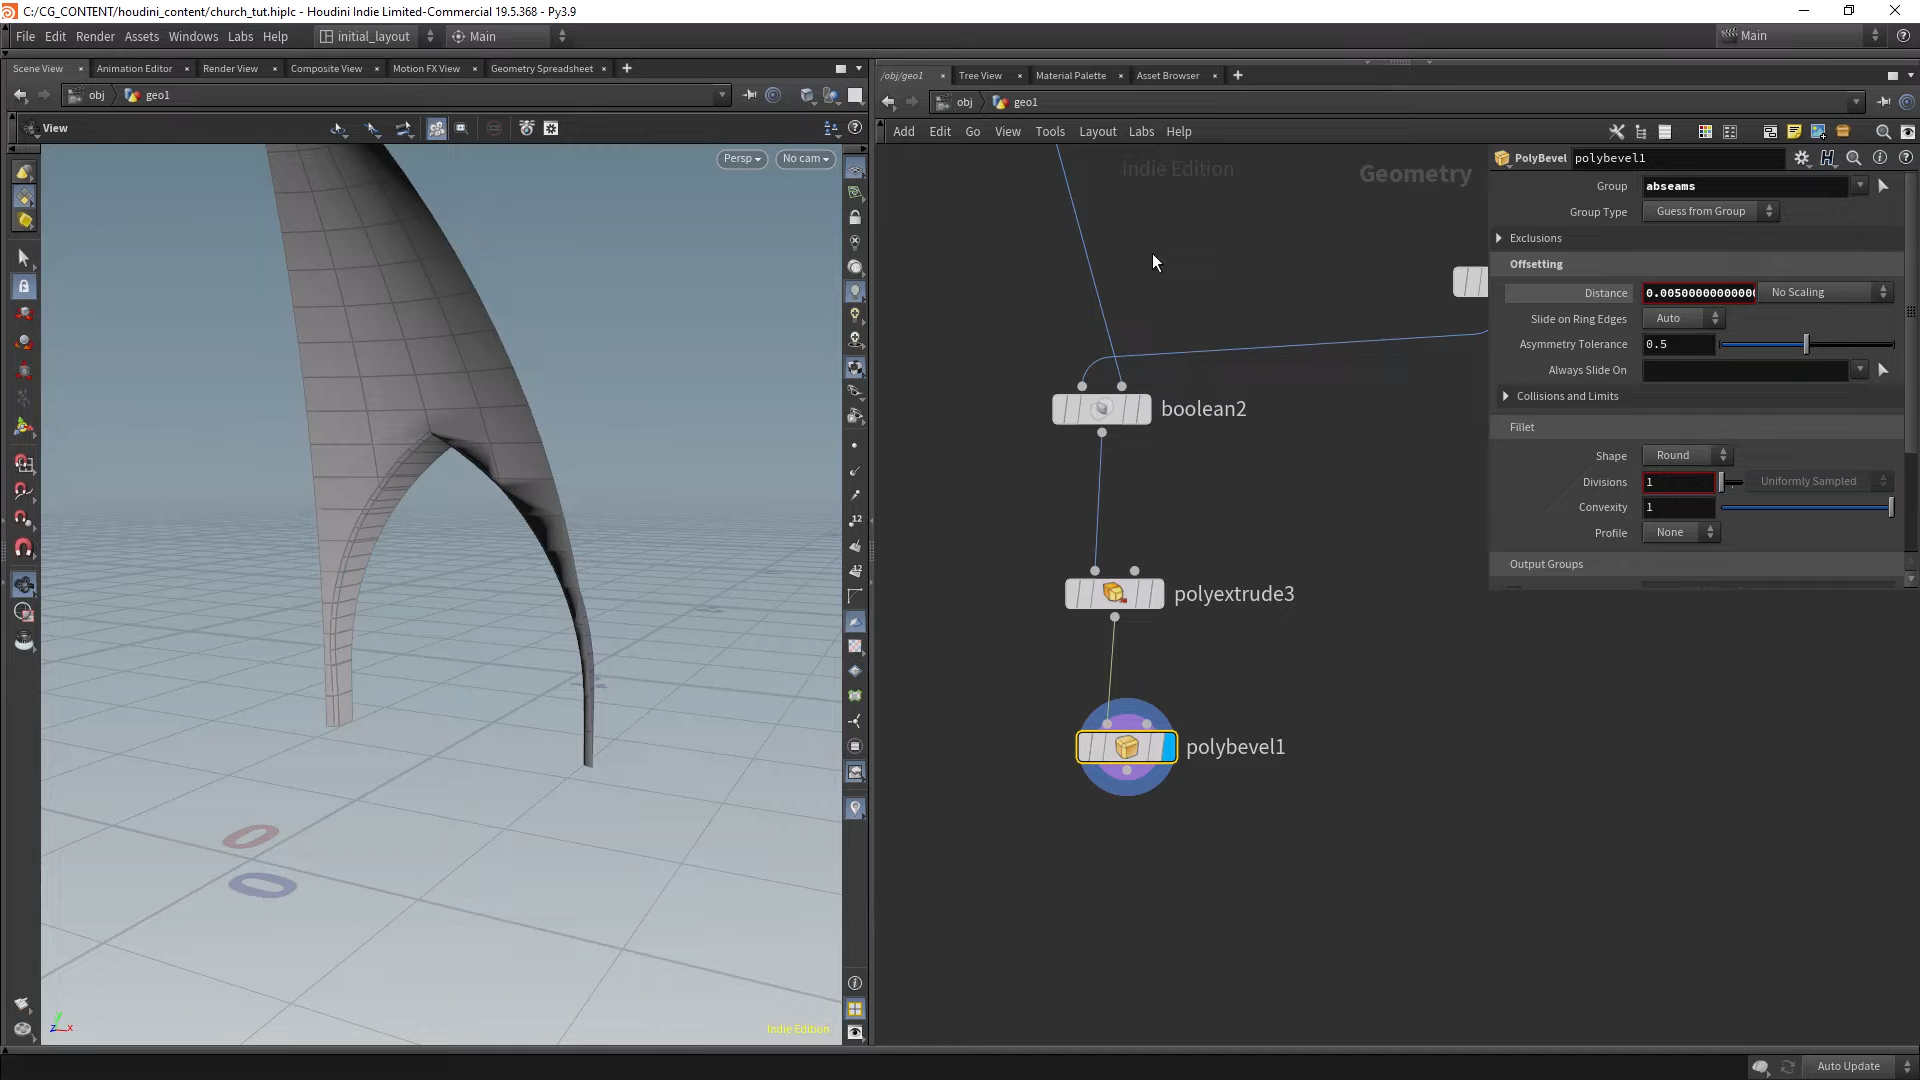 C:/CG_CONTENT/houdini_content/church_tut.hiplc - Houdini Indie Limited-Commercial 19.5.368 - Py3.9
File Edit Render Assets Windows Labs Help initial_layout Main Main
Scene View Animation Editor Render View Composite View Motion FX View Geometry Spreadsheet
obj geo1
View
Persp No cam
12
12
0
0
y
z x
Indie Edition
/obj/geo1 Tree View Material Palette Asset Browser
obj geo1
Add Edit Go View Tools Layout Labs Help
Indie Edition
Geometry
boolean2
polyextrude3
polybevel1
PolyBevel polybevel1
Group abseams
Group Type Guess from Group
Exclusions
Offsetting
Distance No Scaling
Slide on Ring Edges Auto
Asymmetry Tolerance 0.5
Always Slide On
Collisions and Limits
Fillet
Shape Round
Divisions 1 Uniformly Sampled
Convexity 1
Profile None
Output Groups
Auto Update